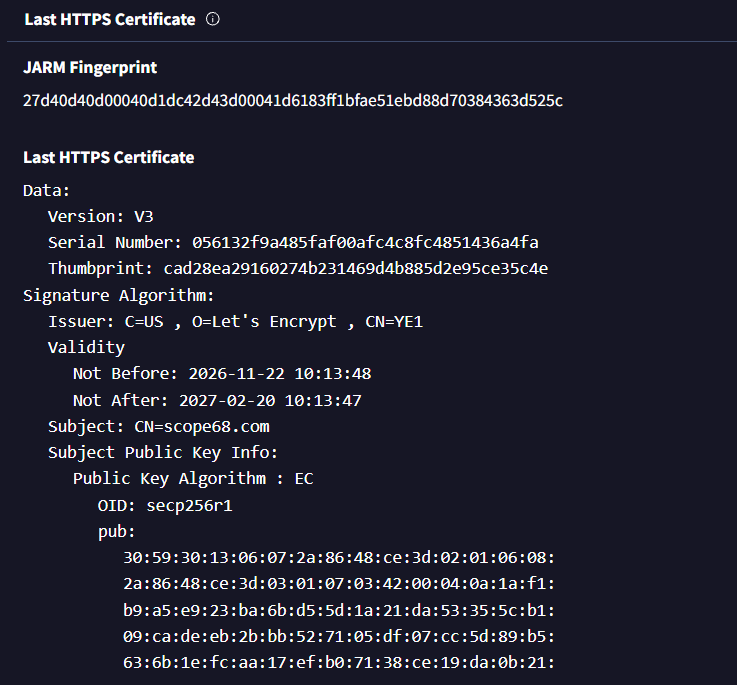 Last HTTPS Certificate
JARM Fingerprint
27d40d40d00040d1dc42d43d00041d6183ff1bfae51ebd88d70384363d525c
Last HTTPS Certificate
Data:
Version: V3
Serial Number: 056132f9a485faf00afc4c8fc4851436a4fa
Thumbprint: cad28ea29160274b231469d4b885d2e95ce35c4e
Signature Algorithm:
Issuer: C=US , O=Let's Encrypt , CN=YE1
Validity
Not Before: 2026-11-22 10:13:48
Not After: 2027-02-20 10:13:47
Subject: CN=scope68.com
Subject Public Key Info:
Public Key Algorithm : EC
OID: secp256r1
pub:
30:59:30:13:06:07:2a:86:48:ce:3d:02:01:06:08:
2a:86:48:ce:3d:03:01:07:03:42:00:04:0a:1a:f1:
b9:a5:e9:23:ba:6b:d5:5d:1a:21:da:53:35:5c:b1:
09:ca:de:eb:2b:bb:52:71:05:df:07:cc:5d:89:b5:
63:6b:1e:fc:aa:17:ef:b0:71:38:ce:19:da:0b:21: